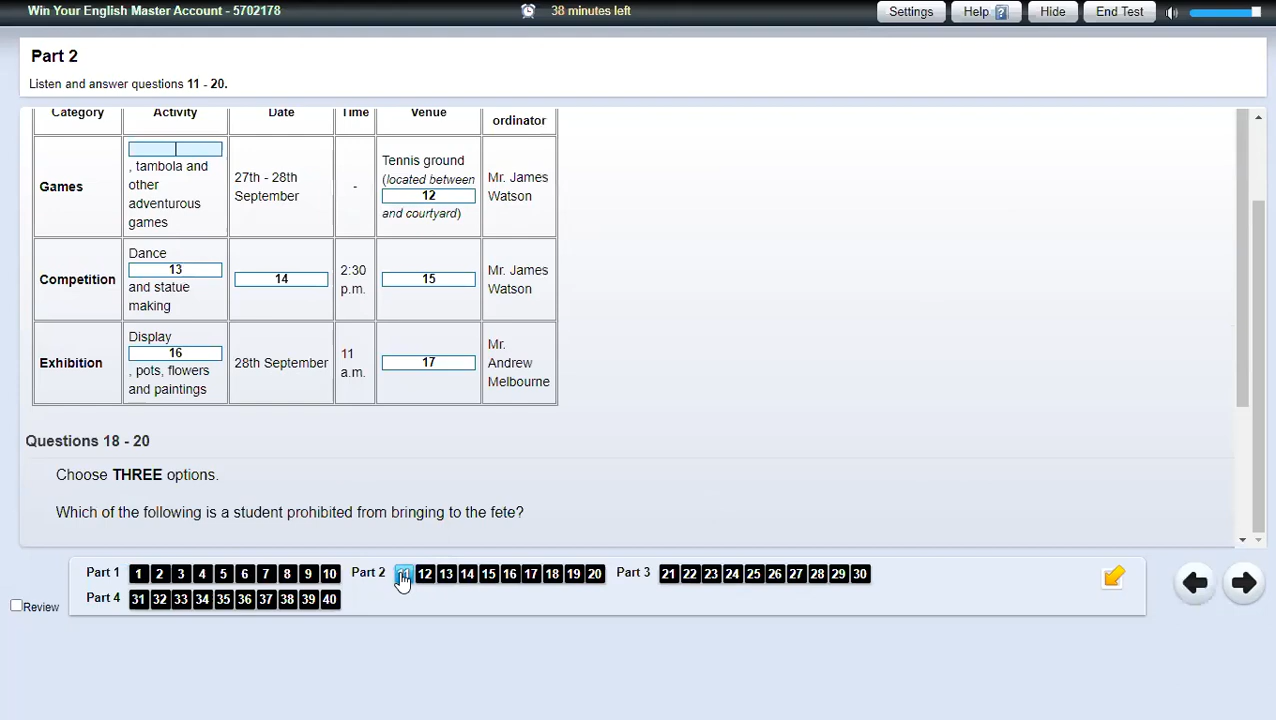 Win Your English Master Account - 5702178
38 minutes left
Settings
Help ?
Hide
End Test
Part 2
Listen and answer questions 11 - 20.
Category Activity Date Time Venue ordinator
Games
, tambola and
other
adventurous
games
27th - 28th
September
-
Tennis ground
(located between
12
and courtyard)
Mr. James
Watson
Competition
Dance
13
and statue
making
14
2:30
p.m.
15
Mr. James
Watson
Exhibition
Display
16
, pots, flowers
and paintings
28th September
11
a.m.
17
Mr.
Andrew
Melbourne
Questions 18 - 20
Choose THREE options.
Which of the following is a student prohibited from bringing to the fete?
Part 1 1 2 3 4 5 6 7 8 9 10 Part 2 11 12 13 14 15 16 17 18 19 20 Part 3 21 22 23 24 25 26 27 28 29 30
Part 4 31 32 33 34 35 36 37 38 39 40
Review